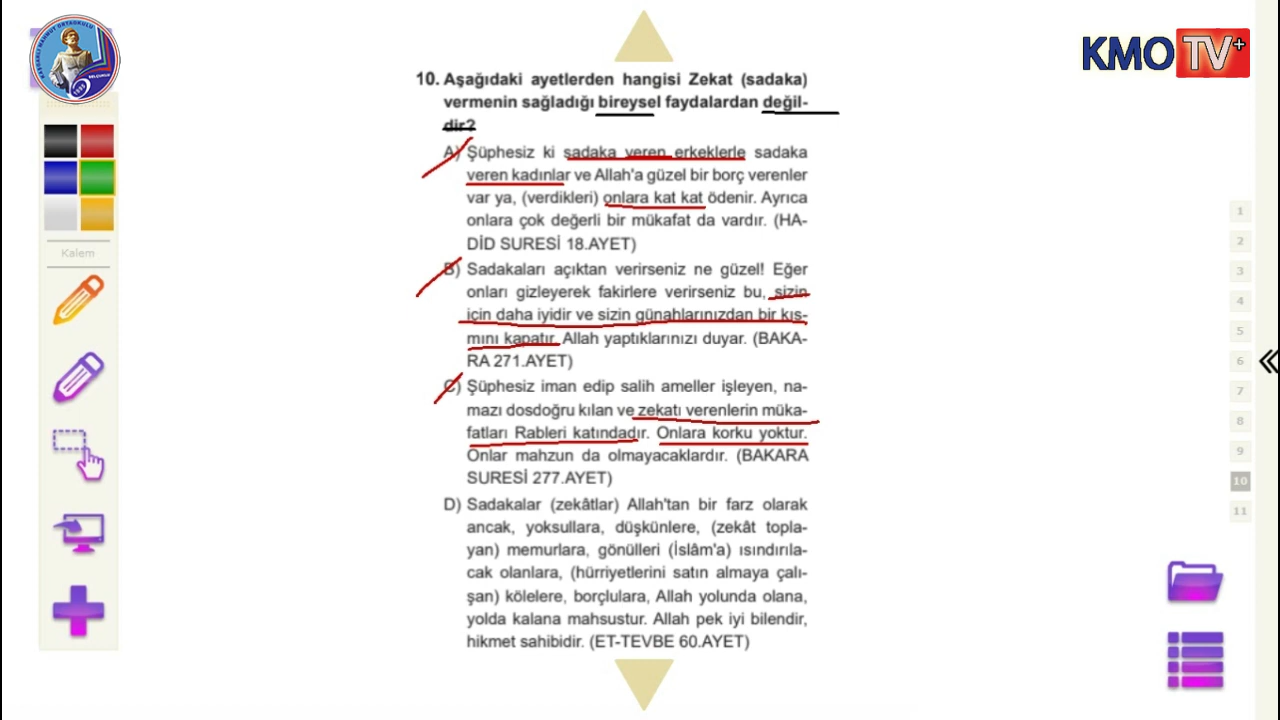 KMO TV+
10. Aşağıdaki ayetlerden hangisi Zekat (sadaka)
vermenin sağladığı bireysel faydalardan değil-
dir?
A) Şüphesiz ki sadaka veren erkeklerle sadaka
veren kadınlar ve Allah'a güzel bir borç verenler
var ya, (verdikleri) onlara kat kat ödenir. Ayrıca
onlara çok değerli bir mükafat da vardır. (HA-
DİD SURESİ 18.AYET)
B) Sadakaları açıktan verirseniz ne güzel! Eğer
onları gizleyerek fakirlere verirseniz bu, sizin
için daha iyidir ve sizin günahlarınızdan bir kıs-
mını kapatır. Allah yaptıklarınızı duyar. (BAKA-
RA 271.AYET)
C) Şüphesiz iman edip salih ameller işleyen, na-
mazı dosdoğru kılan ve zekatı verenlerin müka-
fatları Rableri katındadır. Onlara korku yoktur.
Onlar mahzun da olmayacaklardır. (BAKARA
SURESİ 277.AYET)
D) Sadakalar (zekâtlar) Allah'tan bir farz olarak
ancak, yoksullara, düşkünlere, (zekât topla-
yan) memurlara, gönülleri (İslâm'a) ısındırıla-
cak olanlara, (hürriyetlerini satın almaya çalı-
şan) kölelere, borçlulara, Allah yolunda olana,
yolda kalana mahsustur. Allah pek iyi bilendir,
hikmet sahibidir. (ET-TEVBE 60.AYET)
Kalem
1
2
3
4
5
6
7
8
9
10
11